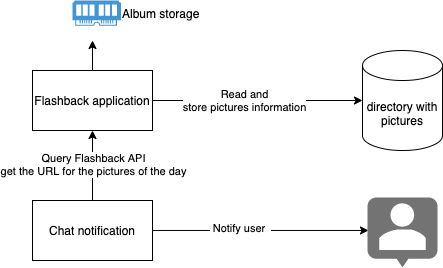 Album storage
Flashback application
Read and
store pictures information
directory with
pictures
Query Flashback API
get the URL for the pictures of the day
Chat notification
Notify user